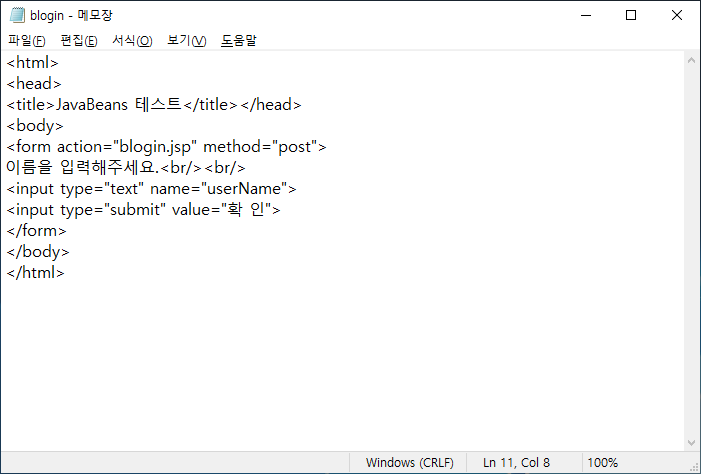 blogin - 메모장
파일(F) 편집(E) 서식(O) 보기(V) 도움말
<html>
<head>
<title>JavaBeans 테스트</title></head>
<body>
<form action="blogin.jsp" method="post">
이름을 입력해주세요.<br/><br/>
<input type="text" name="userName">
<input type="submit" value="확 인">
</form>
</body>
</html>
Windows (CRLF) Ln 11, Col 8 100%